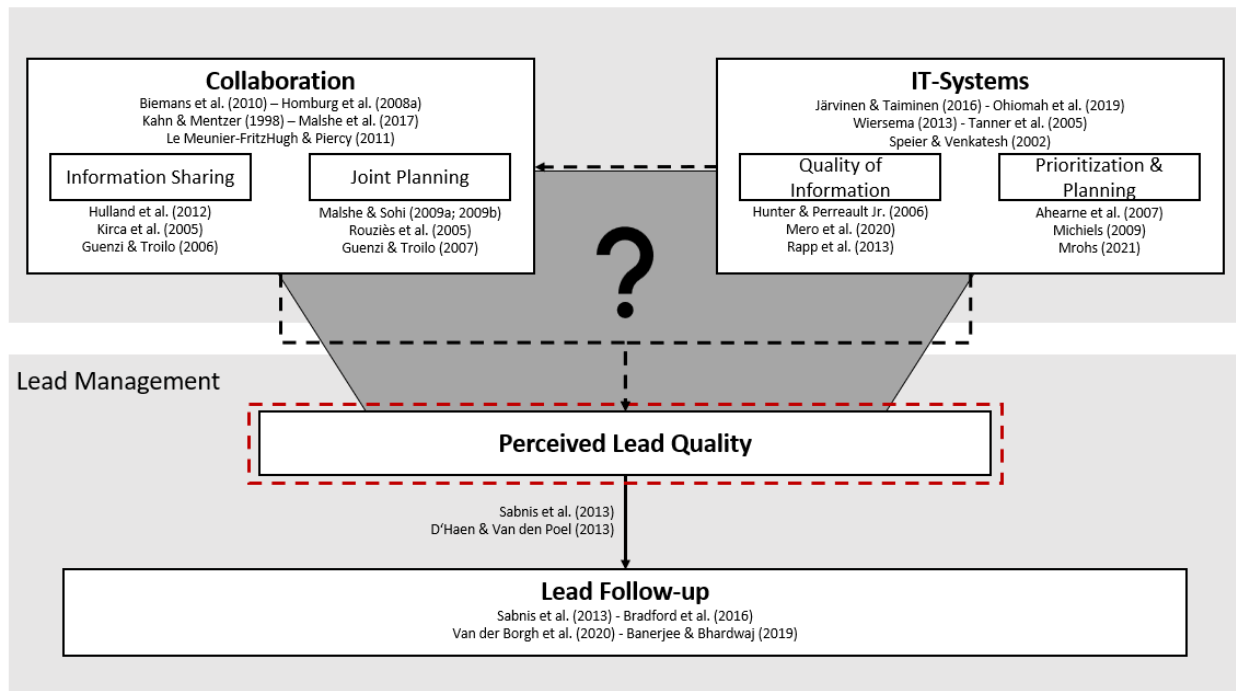 Collaboration
Biemans et al. (2010) – Homburg et al. (2008a)
Kahn & Mentzer (1998) – Malshe et al. (2017
Le Meunier-FritzHugh & Piercy (2011)
Information Sharing
Hulland et al. (2012)
Kirca et al. (2005)
Guenzi & Troilo (2006)
Joint Planning
Malshe & Sohi (2009a; 2009b)
Rouziès et al. (2005)
Guenzi & Troilo (2007)
IT-Systems
Järvinen & Taiminen (2016) - Ohiomah et al. (2019)
Wiersema (2013) - Tanner et al. (2005)
Speier & Venkatesh (2002)
Quality of
Information
Hunter & Perreault Jr. (2006)
Mero et al. (2020)
Rapp et al. (2013)
Prioritization &
Planning
Ahearne et al. (2007)
Michiels (2009)
Mrohs (2021)
?
Lead Management
Perceived Lead Quality
Sabnis et al. (2013)
D‘Haen & Van den Poel (2013)
Lead Follow-up
Sabnis et al. (2013) - Bradford et al. (2016)
Van der Borgh et al. (2020) - Banerjee & Bhardwaj (2019)